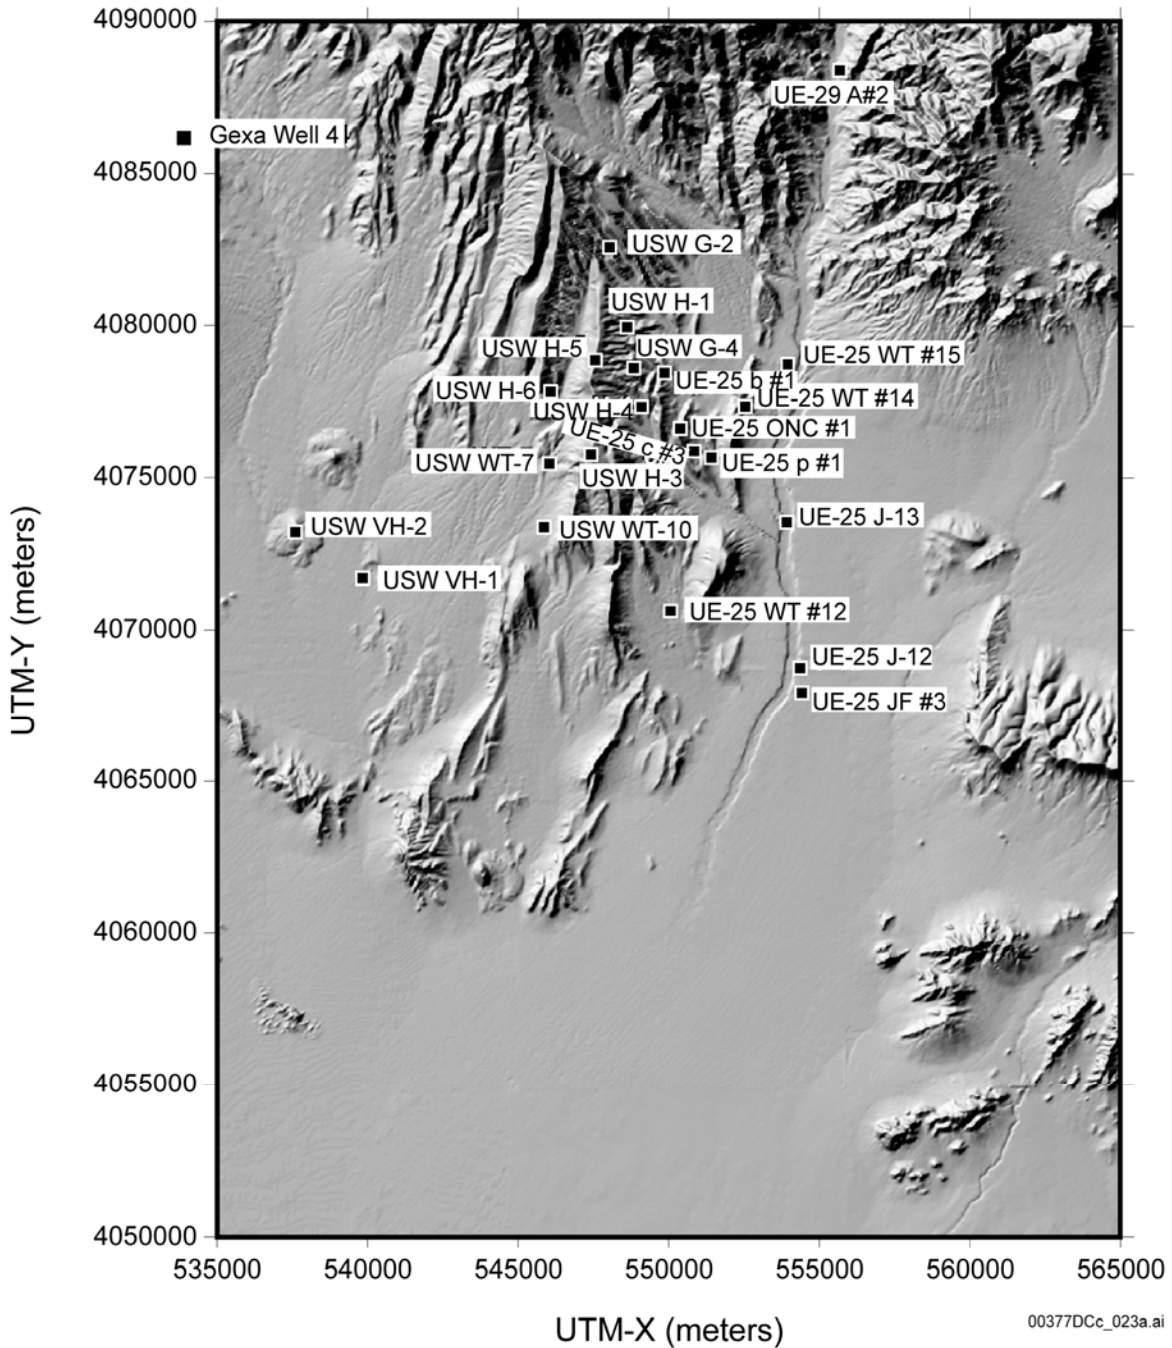 4090000
UE-29 A#2
Gexa Well 4
4085000
USW G-2
USW H-1
4080000
USW H-5
USW G-4
UE-25 WT #15
UE-25 b #1
USW H-6
UE-25 WT #14
USW H-4
UE-25 ONC #1
UE-25 c #3
USW WT-7
UE-25 p #1
4075000
USW H-3
UE-25 J-13
USW VH-2
USW WT-10
USW VH-1
UE-25 WT #12
4070000
UE-25 J-12
UE-25 JF #3
4065000
4060000
4055000
4050000
UTM-Y (meters)
535000
540000
545000
550000
555000
560000
565000
UTM-X (meters)
00377DCc_023a.ai